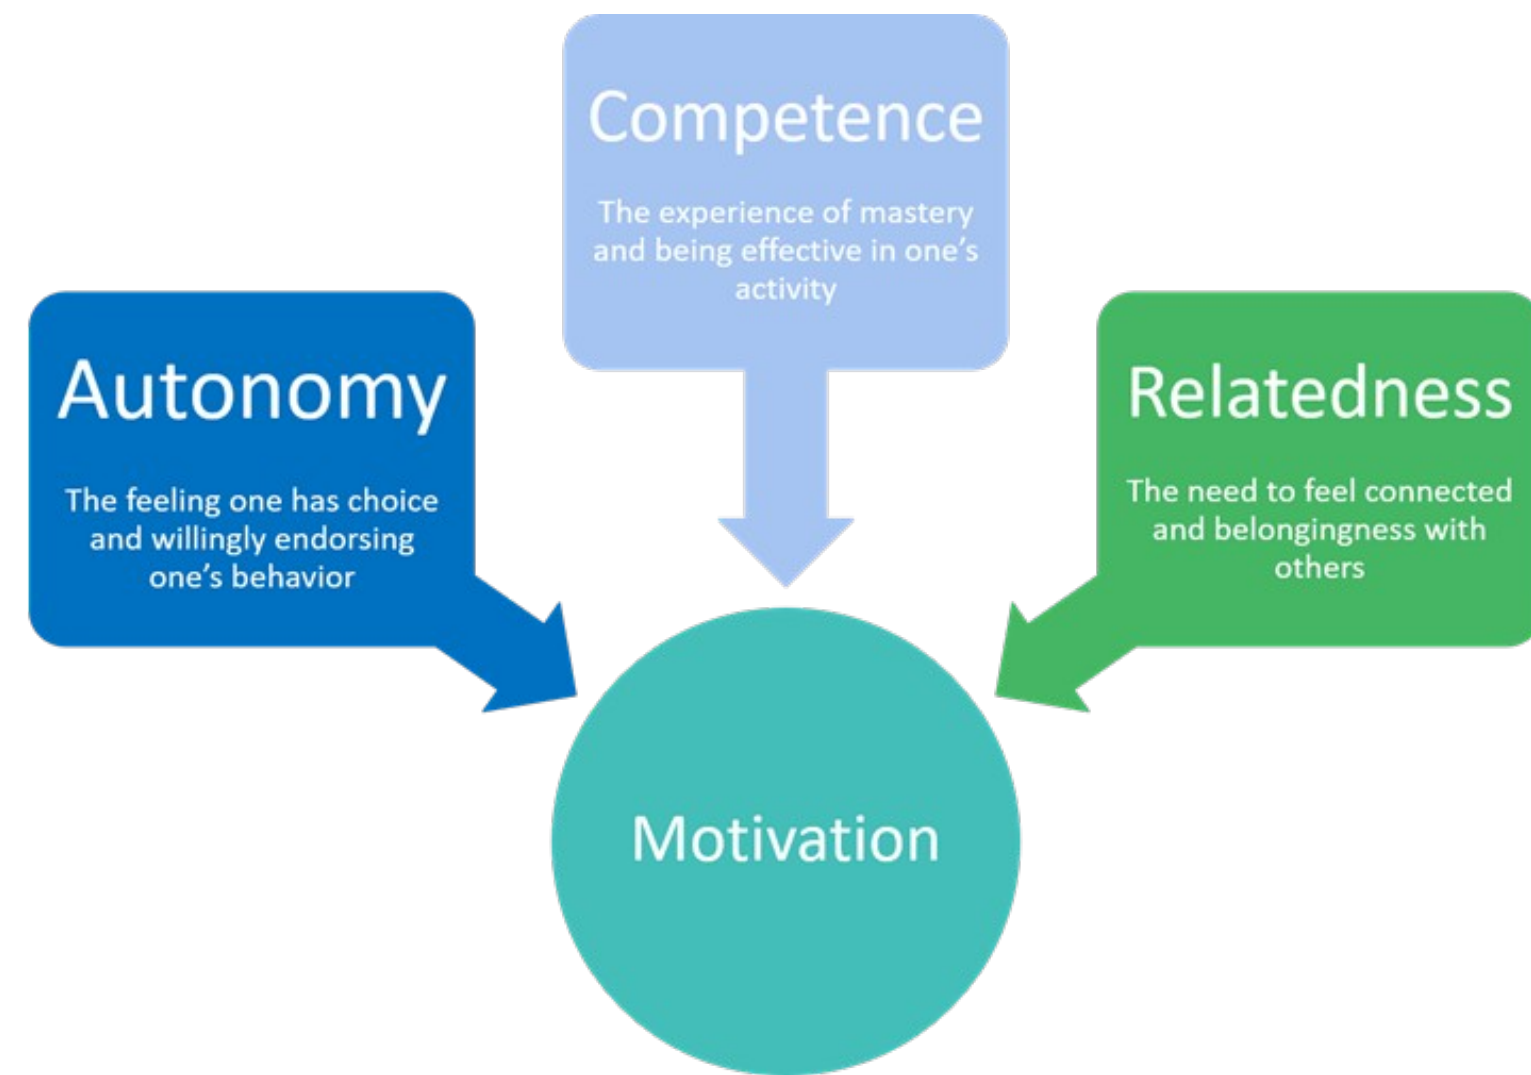 Competence
The experience of mastery
and being effective in one's
activity
Autonomy
The feeling one has choice
and willingly endorsing
one's behavior
Relatedness
The need to feel connected
and belongingness with
others
Motivation